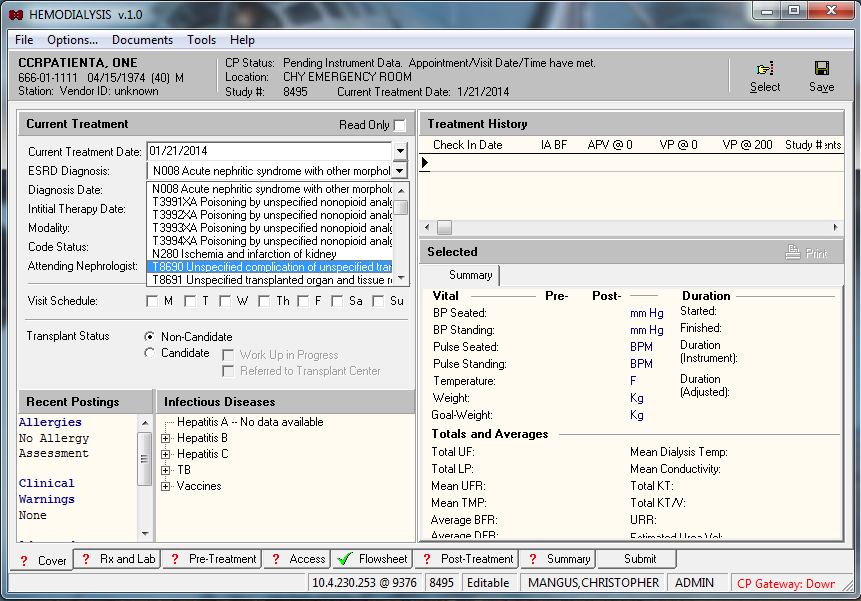 HEMODIALYSIS v.1.0
File Options... Documents Tools Help
CCRPATIENTA, ONE
666-01-1111 04/15/1974 (40) M
Station: Vendor ID: unknown
CP Status: Pending Instrument Data. Appointment/Visit Date/Time have met.
Location: CHY EMERGENCY ROOM
Study #: 8495 Current Treatment Date: 1/21/2014
Select
Save
Current Treatment
Read Only
Current Treatment Date: 01/21/2014
ESRD Diagnosis: N008 Acute nephritic syndrome with other morphol
Diagnosis Date:
Intitial Therapy Date:
Modality:
Code Status:
Attending Nephrologist:
N008 Acute nephritic syndrome with other morphol
T3991XA Poisoning by unspecified nonopioid analg
T3992XA Poisoning by unspecified nonopioid analg
T3993XA Poisoning by unspecified nonopioid analg
T3994XA Poisoning by unspecified nonopioid analg
N280 Ischemia and infarction of kidney
T8690 Unspecified complication of unspecified tran
T8691 Unspecified transplanted organ and tissue r
Visit Schedule: M T W Th F Sa Su
Transplant Status
Non-Candidate
Candidate
Work Up in Progress
Referred to Transplant Center
Recent Postings
Allergies
No Allergy
Assessment
Clinical
Warnings
None
Infectious Diseases
Hepatitis A -- No data available
Hepatitis B
Hepatitis C
TB
Vaccines
Treatment History
Check In Date IA BF APV @ 0 VP @ 0 VP @ 200 Study # nts
Selected
Print
Summary
Vital Pre- Post- Duration
BP Seated: mm Hg Started:
BP Standing: mm Hg Finished:
Pulse Seated: BPM Duration
(Instrument):
Pulse Standing: BPM
Temperature: F Duration
(Adjusted):
Weight: Kg
Goal-Weight: Kg
Totals and Averages
Total UF: Mean Dialysis Temp:
Total LP: Mean Conductivity:
Mean UFR: Total KT:
Mean TMP: Total KT/V:
Average BFR: URR:
Average DFR: Estimated Urea Vol:
? Cover ? Rx and Lab ? Pre-Treatment ? Access Flowsheet ? Post-Treatment ? Summary Submit
10.4.230.253 @ 9376 8495 Editable MANGUS,CHRISTOPHER ADMIN CP Gateway: Down